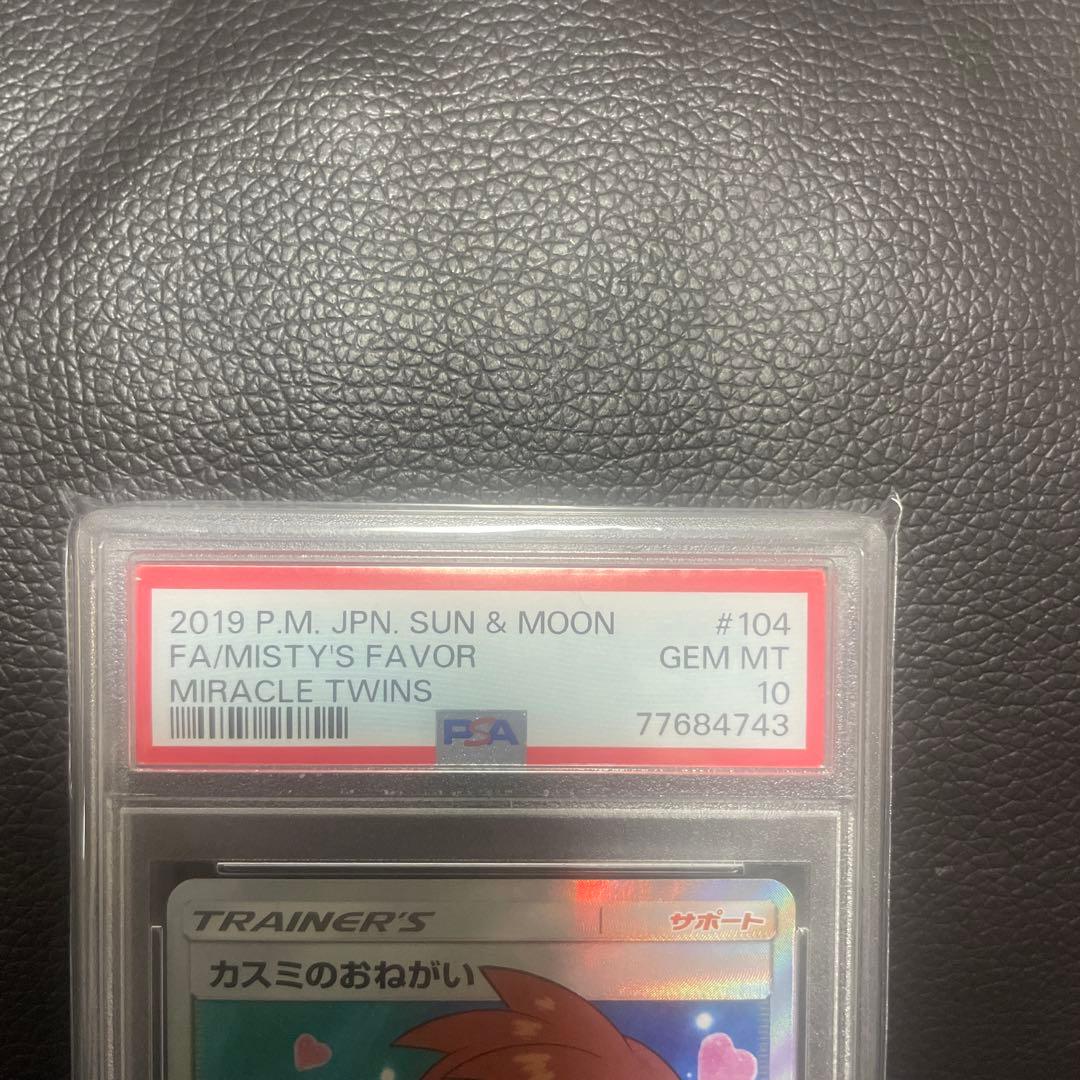 2019 P.M. JPN. SUN & MOON #104
FA/MISTY'S FAVOR GEM MT
MIRACLE TWINS 10
PSA 77684743
TRAINER'S サポート
カスミのおねがい